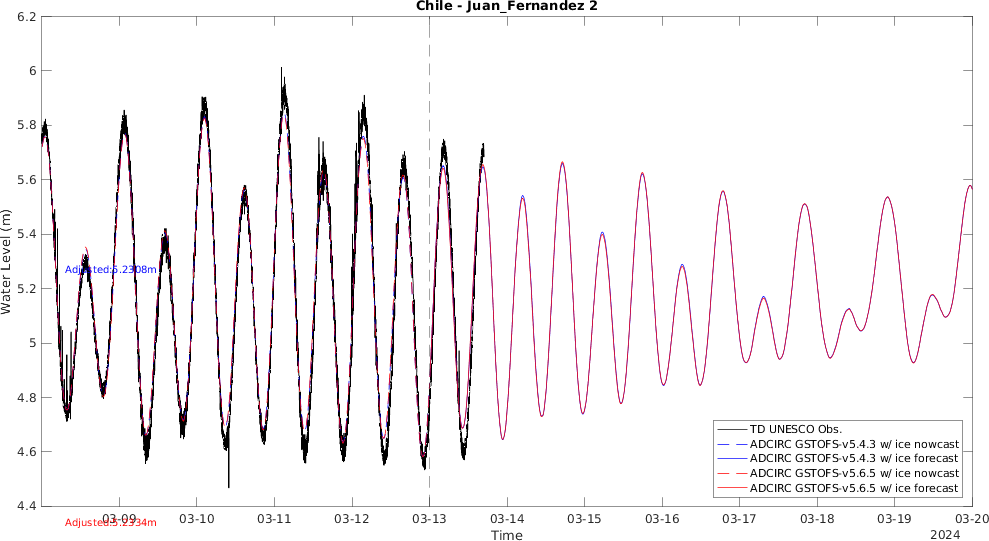 Chile - Juan_Fernandez 2
6.2
6
5.8
5.6
5.4
5.2
5
4.8
4.6
4.4
Water Level (m)
Adjusted:5.2308m
Adjusted:5.2334m
TD UNESCO Obs.
ADCIRC GSTOFS-v5.4.3 w/ ice nowcast
ADCIRC GSTOFS-v5.4.3 w/ ice forecast
ADCIRC GSTOFS-v5.6.5 w/ ice nowcast
ADCIRC GSTOFS-v5.6.5 w/ ice forecast
03-09 03-10 03-11 03-12 03-13 03-14 03-15 03-16 03-17 03-18 03-19 03-20
Time
2024